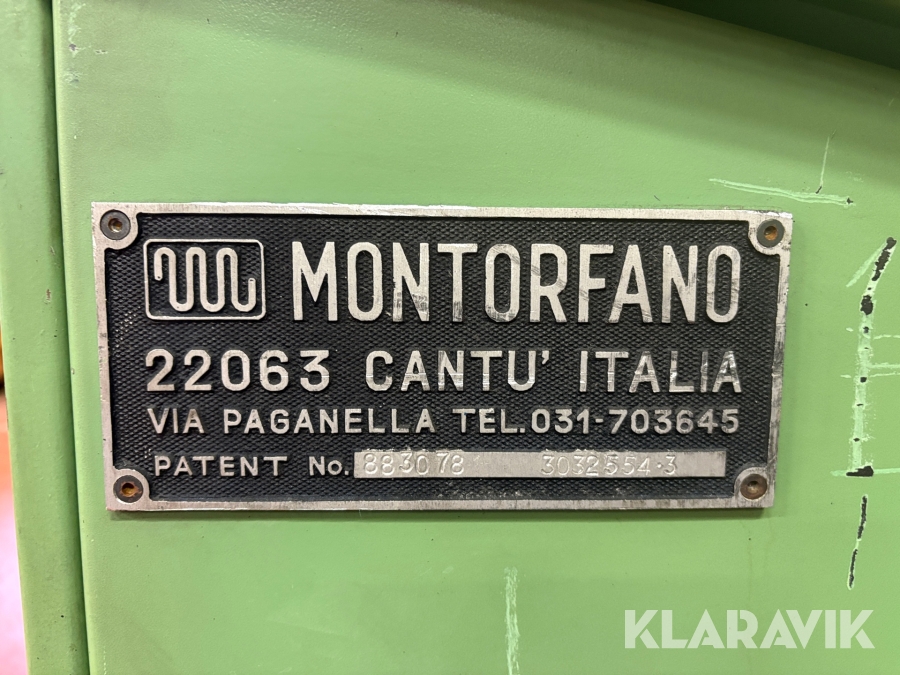 MONTORFANO
22063 CANTU' ITALIA
VIA PAGANELLA TEL.031-703645
PATENT No. 883078 3032554.3
KLARAVIK